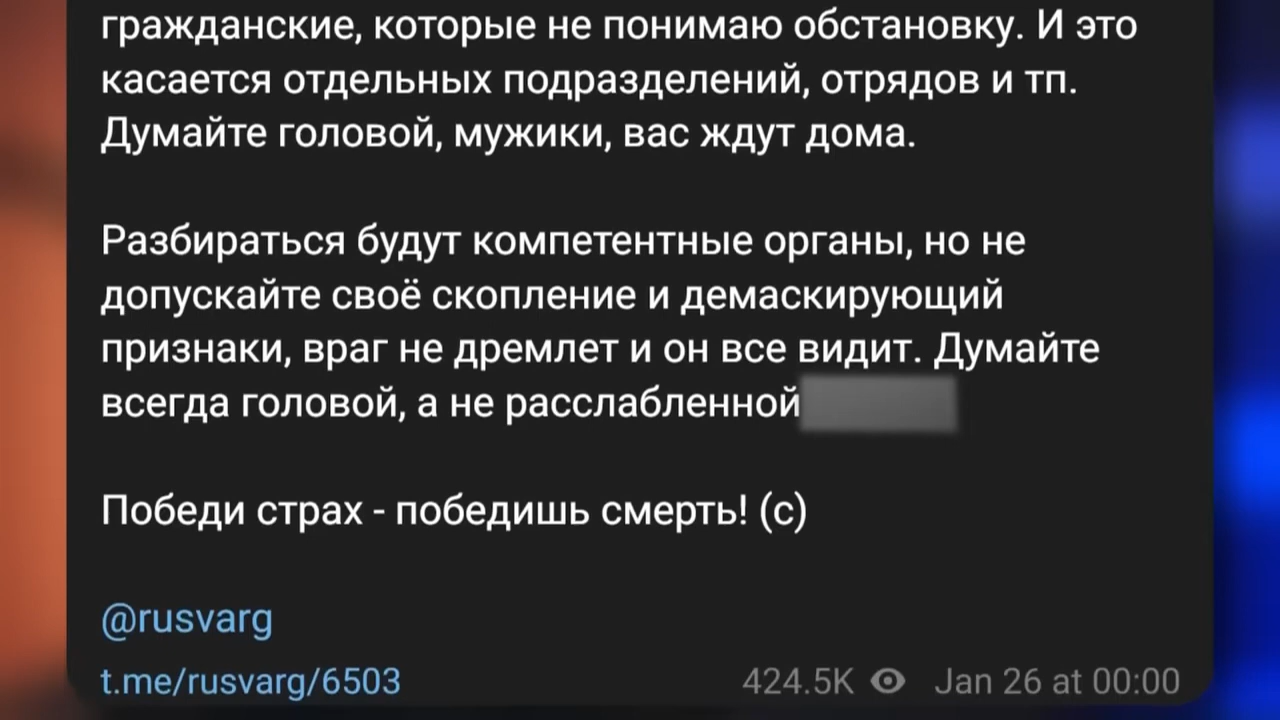 гражданские, которые не понимаю обстановку. И это
касается отдельных подразделений, отрядов и тп.
Думайте головой, мужики, вас ждут дома.
Разбираться будут компетентные органы, но не
допускайте своё скопление и демаскирующий
признаки, враг не дремлет и он все видит. Думайте
всегда головой, а не расслабленной
Победи страх - победишь смерть! (с)
@rusvarg
t.me/rusvarg/6503 424.5K Jan 26 at 00:00